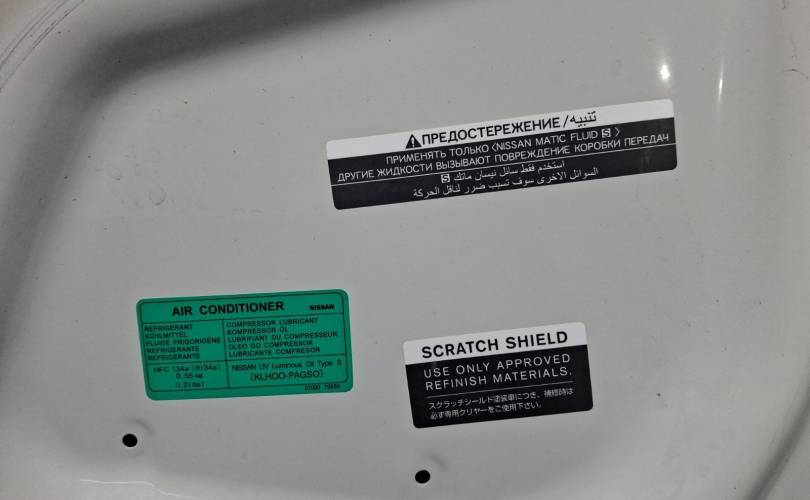 ⚠ПРЕДОСТЕРЕЖЕНИЕ/تنبيه
ПРИМЕНЯТЬ ТОЛЬКО 〈NISSAN MATIC FLUID S〉
ДРУГИЕ ЖИДКОСТИ ВЫЗЫВАЮТ ПОВРЕЖДЕНИЕ КОРОБКИ ПЕРЕДАЧ
استخدم فقط سائل نيسان ماتك S
السوائل الاخرى سوف تسبب ضرر لناقل الحركة
AIR CONDITIONER NISSAN
REFRIGERANT
KÜHLMITTEL
FLUIDE FRIGORIGÈNE
REFRIGERANTE
REFRIGERANTE
COMPRESSOR LUBRICANT
KOMPRESSOR ÖL
LUBRIFIANT DU COMPRESSEUR
ÓLEO DO COMPRESSOR
LUBRICANTE COMPRESOR
HFC 134a (R134a)
0.55 kg
(1.21 lbs)
NISSAN UV Luminous Oil Type S
(KLH00-PAGS0)
SCRATCH SHIELD
USE ONLY APPROVED
REFINISH MATERIALS.
スクラッチシールド塗装車につき、補修時は
必ず専用クリヤーをご使用下さい。